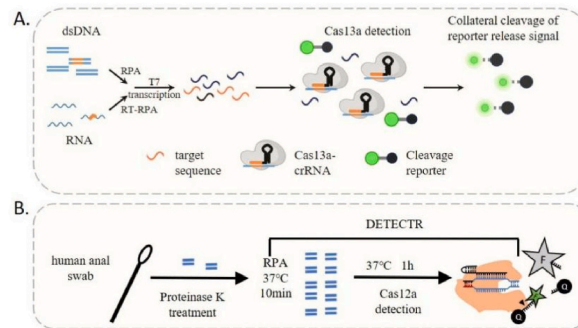 A.
dsDNA
RPA
T7
transcription
RT-RPA
RNA
Cas13a detection
Collateral cleavage of
reporter release signal
target
sequence
Cas13a-
crRNA
Cleavage
reporter
B.
DETECTR
human anal
swab
Proteinase K
treatment
RPA
37℃
10min
37℃ 1h
Cas12a
detection
F
Q
Q